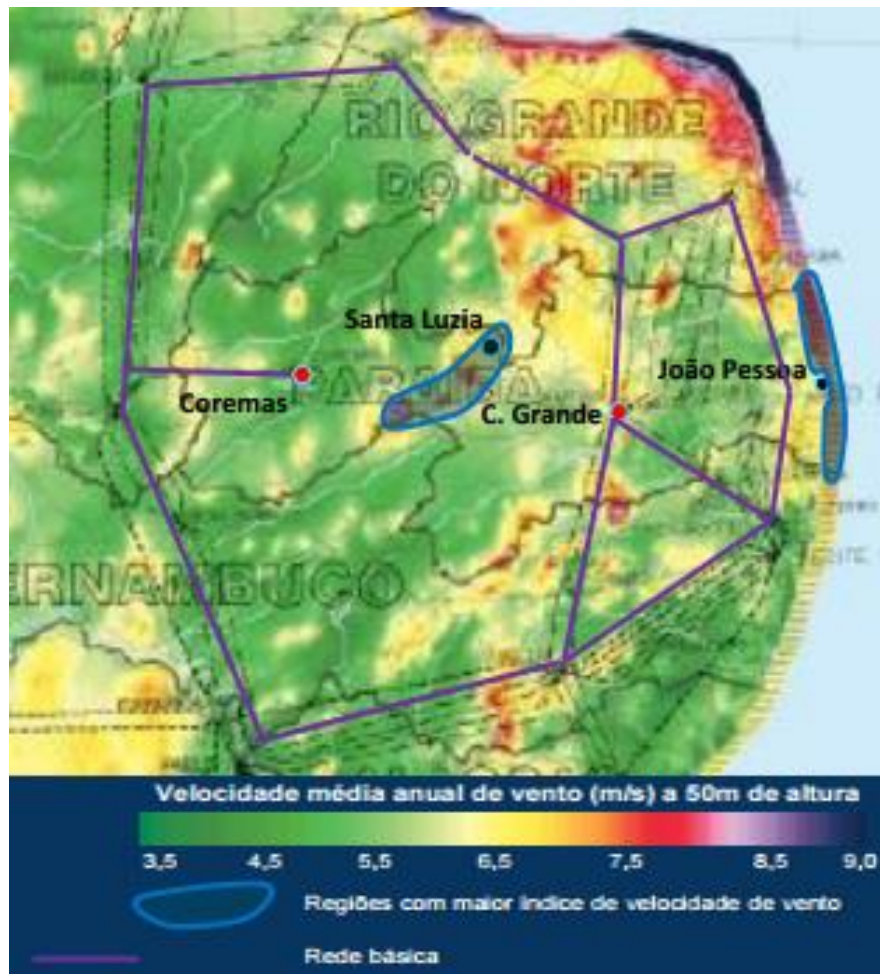 RIO GRANDE
DO NORTE
Santa Luzia
João Pessoa
PARAÍBA
Coremas
C. Grande
ERNAMBUCO
Velocidade média anual de vento (m/s) a 50m de altura
3,5 4,5 5,5 6,5 7,5 8,5 9,0
Regiões com maior índice de velocidade de vento
Rede básica